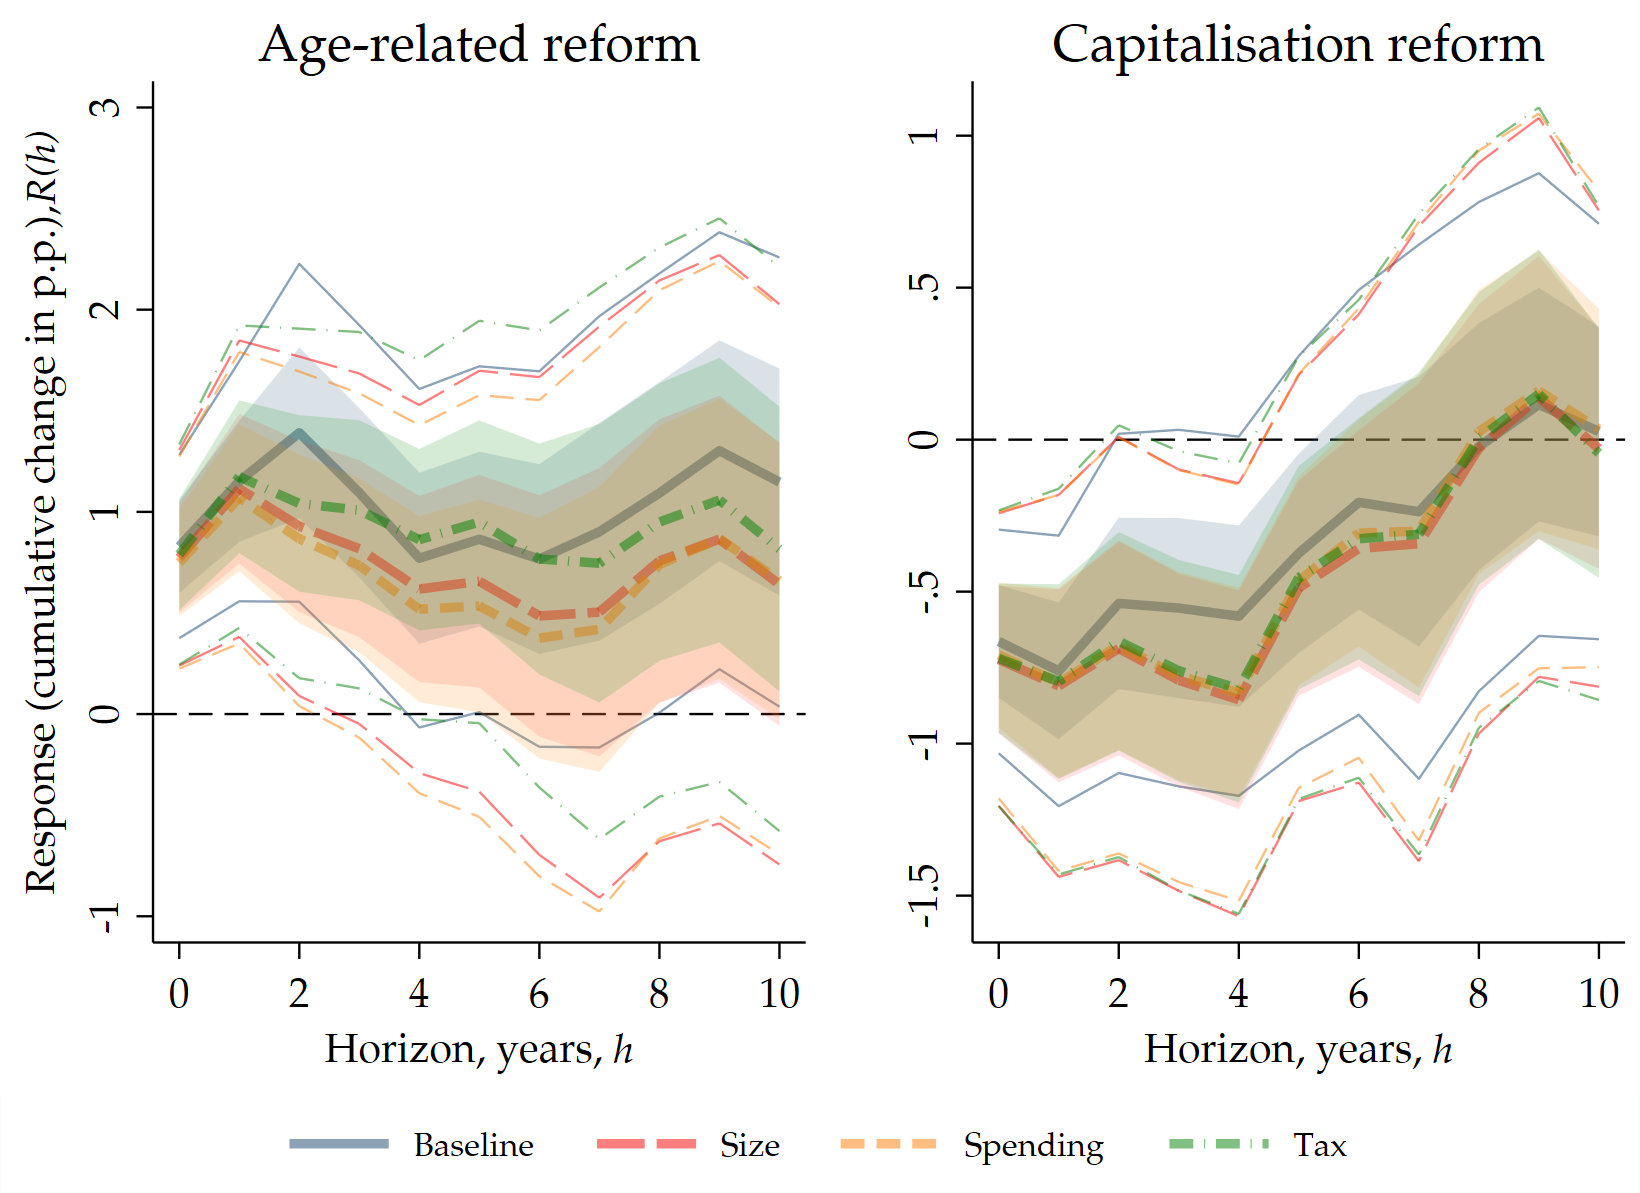 Age-related reform
Capitalisation reform
Response (cumulative change in p.p.),R(h)
3
2
1
0
-1
1
.5
0
-.5
-1
-1.5
0 2 4 6 8 10
0 2 4 6 8 10
Horizon, years, h
Horizon, years, h
Baseline Size Spending Tax